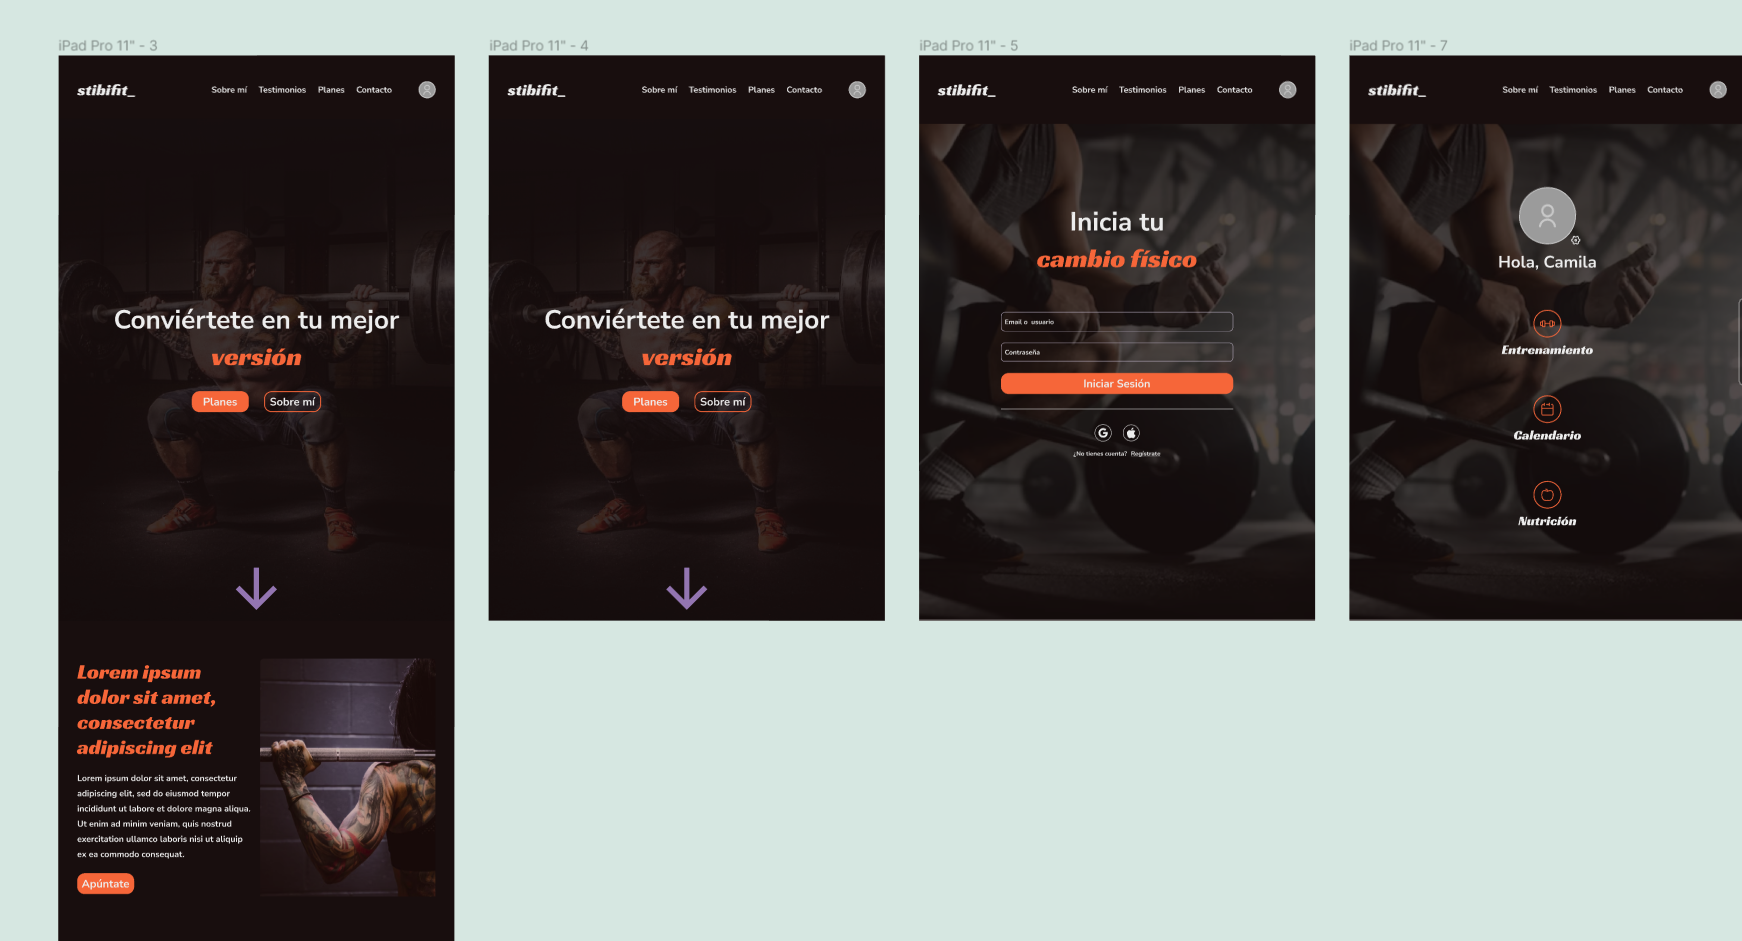 iPad Pro 11" - 3
stibifit_
Sobre mí Testimonios Planes Contacto
Conviértete en tu mejor
versión
Planes Sobre mí
Lorem ipsum
dolor sit amet,
consectetur
adipiscing elit
Lorem ipsum dolor sit amet, consectetur
adipiscing elit, sed do eiusmod tempor
incididunt ut labore et dolore magna aliqua.
Ut enim ad minim veniam, quis nostrud
exercitation ullamco laboris nisi ut aliquip
ex ea commodo consequat.
Apúntate
iPad Pro 11" - 4
stibifit_
Sobre mí Testimonios Planes Contacto
Conviértete en tu mejor
versión
Planes Sobre mí
iPad Pro 11" - 5
stibifit_
Sobre mí Testimonios Planes Contacto
Inicia tu
cambio físico
Email o usuario
Contraseña
Iniciar Sesión
¿No tienes cuenta? Regístrate
iPad Pro 11" - 7
stibifit_
Sobre mí Testimonios Planes Contacto
Hola, Camila
Entrenamiento
Calendario
Nutrición